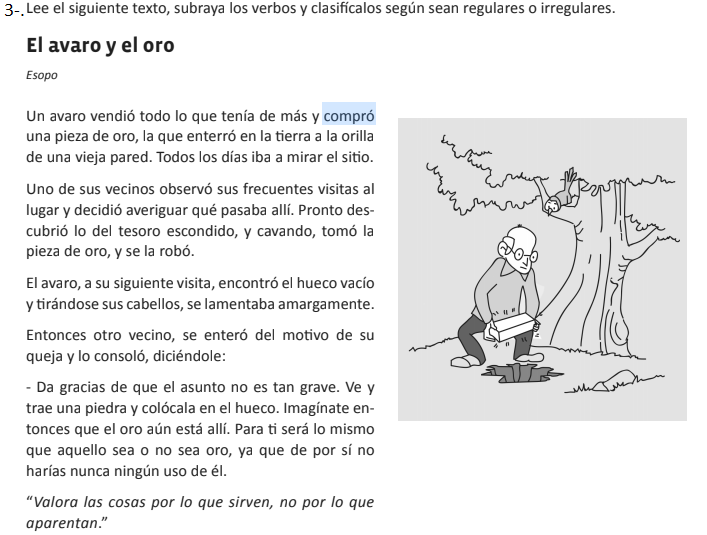 3-. Lee el siguiente texto, subraya los verbos y clasifícalos según sean regulares o irregulares.
El avaro y el oro
Esopo
Un avaro vendió todo lo que tenía de más y compró
una pieza de oro, la que enterró en la tierra a la orilla
de una vieja pared. Todos los días iba a mirar el sitio.
Uno de sus vecinos observó sus frecuentes visitas al
lugar y decidió averiguar qué pasaba allí. Pronto des-
cubrió lo del tesoro escondido, y cavando, tomó la
pieza de oro, y se la robó.
El avaro, a su siguiente visita, encontró el hueco vacío
y tirándose sus cabellos, se lamentaba amargamente.
Entonces otro vecino, se enteró del motivo de su
queja y lo consoló, diciéndole:
- Da gracias de que el asunto no es tan grave. Ve y
trae una piedra y colócala en el hueco. Imagínate en-
tonces que el oro aún está allí. Para ti será lo mismo
que aquello sea o no sea oro, ya que de por sí no
harías nunca ningún uso de él.
“Valora las cosas por lo que sirven, no por lo que
aparentan.”